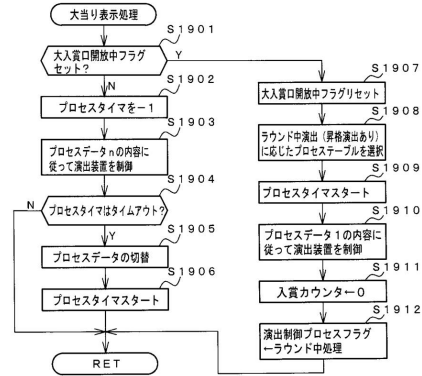 大当り表示処理
S1901
大入賞口開放中フラグ
セット？
Y
N
S1902
プロセスタイマを－1
S1903
プロセスデータnの内容に
従って演出装置を制御
S1904
N
プロセスタイマはタイムアウト？
Y
S1905
プロセスデータの切替
S1906
プロセスタイマスタート
RET
S1907
大入賞口開放中フラグリセット
S1908
ラウンド中演出（昇格演出あり）
に応じたプロセステーブルを選択
S1909
プロセスタイマスタート
S1910
プロセスデータ1の内容に
従って演出装置を制御
S1911
入賞カウンタ←0
S1912
演出制御プロセスフラグ
←ラウンド中処理